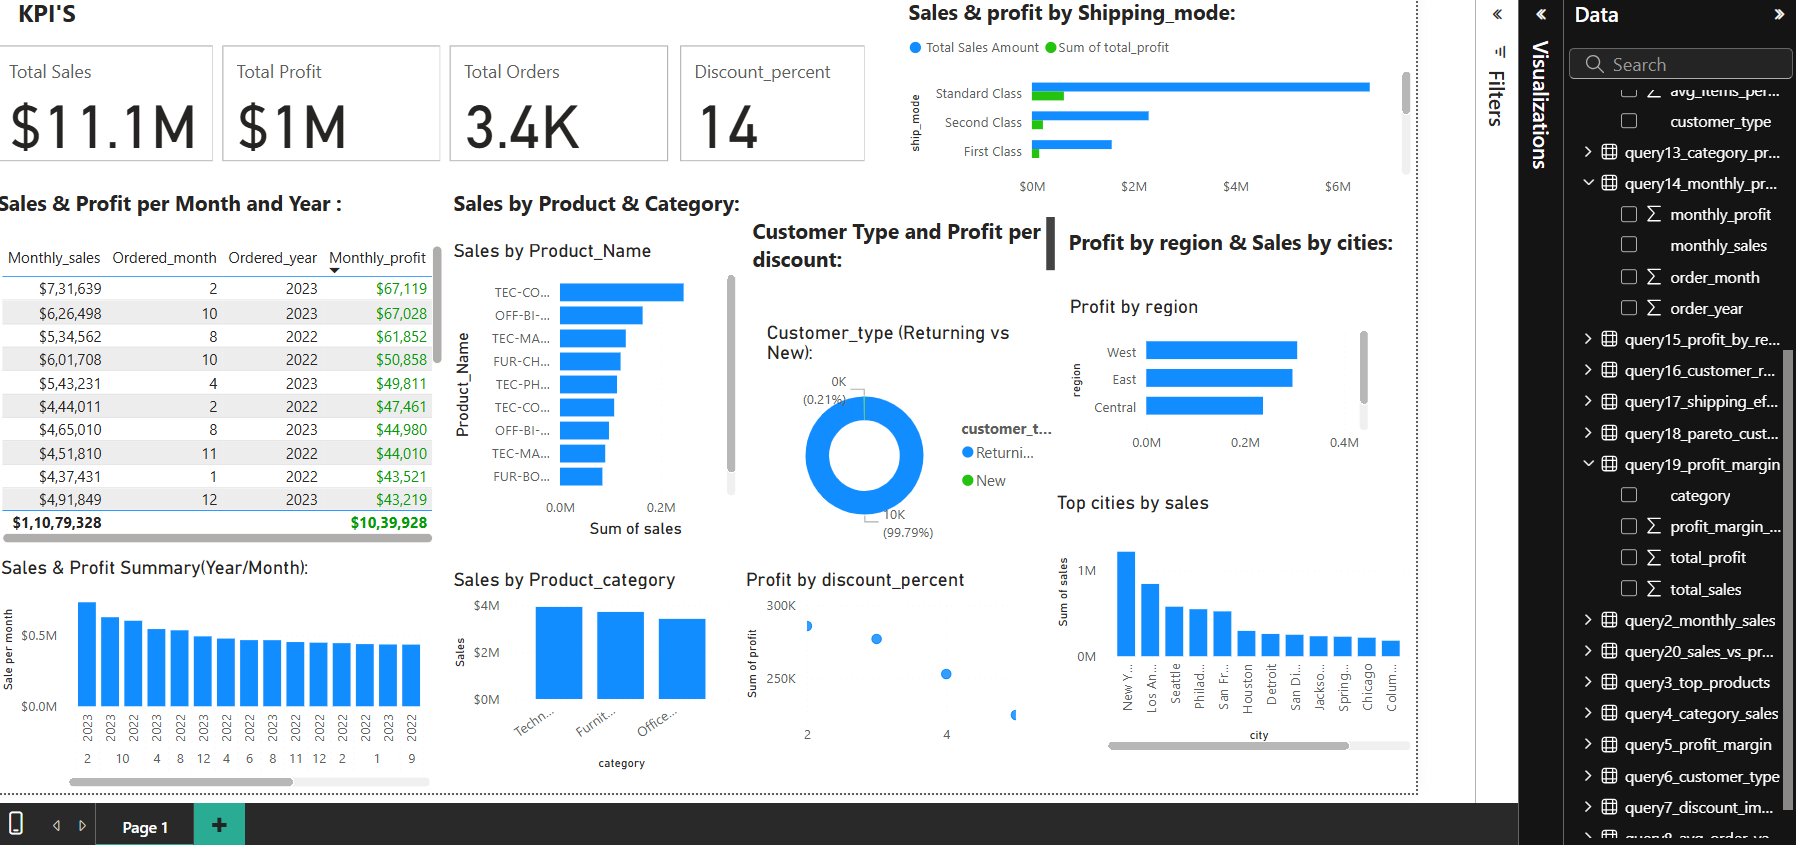 KPI'S
Total Sales
$11.1M
Total Profit
$1M
Total Orders
3.4K
Discount_percent
14
Sales & profit by Shipping_mode:
Total Sales Amount
Sum of total_profit
ship_mode
Standard Class
Second Class
First Class
$0M $2M $4M $6M
Sales & Profit per Month and Year :
Monthly_sales Ordered_month Ordered_year Monthly_profit
$7,31,639 2 2023 $67,119
$6,26,498 10 2023 $67,028
$5,34,562 8 2022 $61,852
$6,01,708 10 2022 $50,858
$5,43,231 4 2023 $49,811
$4,44,011 2 2022 $47,461
$4,65,010 8 2023 $44,980
$4,51,810 11 2022 $44,010
$4,37,431 1 2022 $43,521
$4,91,849 12 2023 $43,219
$1,10,79,328 $10,39,928
Sales & Profit Summary(Year/Month):
Sale per month
$0.5M
$0.0M
2023 2023 2022 2023 2022 2023 2022 2022 2023 2022 2022 2022 2022 2023 2022
2 10 4 8 12 4 6 8 11 12 2 1 9
Sales by Product & Category:
Sales by Product_Name
Product_Name
TEC-CO...
OFF-BI-...
TEC-MA...
FUR-CH...
TEC-PH...
TEC-CO...
OFF-BI-...
TEC-MA...
FUR-BO...
0.0M 0.2M
Sum of sales
Sales by Product_category
Sales
$4M
$2M
$0M
Techn...
Furnit...
Office...
category
Customer Type and Profit per
discount:
Customer_type (Returning vs
New):
0K
(0.21%)
10K
(99.79%)
customer_t...
Returni...
New
Profit by discount_percent
Sum of profit
300K
250K
2 4
Profit by region & Sales by cities:
Profit by region
region
West
East
Central
0.0M 0.2M 0.4M
Top cities by sales
Sum of sales
1M
0M
New Y...
Los An...
Seattle
Philad...
San Fr...
Houston
Detroit
San Di...
Jackso...
Spring...
Chicago
Colum...
city
Page 1
+
Filters
Visualizations
Data
Search
avg_items_per...
customer_type
query13_category_pr...
query14_monthly_pr...
monthly_profit
monthly_sales
order_month
order_year
query15_profit_by_re...
query16_customer_r...
query17_shipping_ef...
query18_pareto_cust...
query19_profit_margin
category
profit_margin_...
total_profit
total_sales
query2_monthly_sales
query20_sales_vs_pr...
query3_top_products
query4_category_sales
query5_profit_margin
query6_customer_type
query7_discount_im...